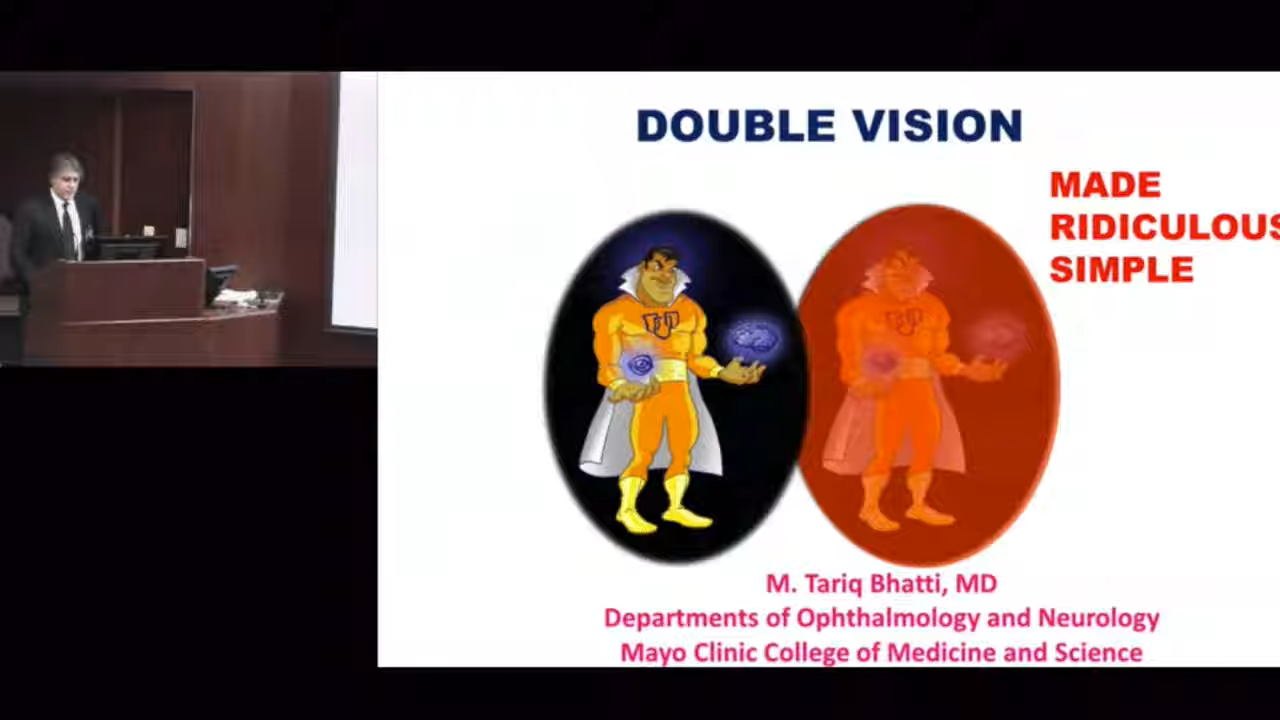 DOUBLE VISION
MADE
RIDICULOUS
SIMPLE
M. Tariq Bhatti, MD
Departments of Ophthalmology and Neurology
Mayo Clinic College of Medicine and Science